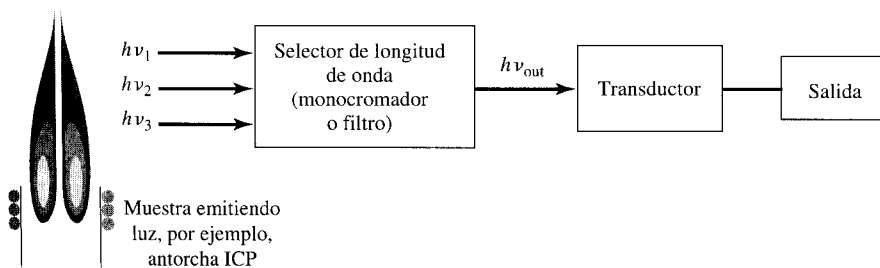 hν₁
hν₂
hν₃
Selector de longitud
de onda
(monocromador
o filtro)
hν_out
Transductor
Salida
Muestra emitiendo
luz, por ejemplo,
antorcha ICP